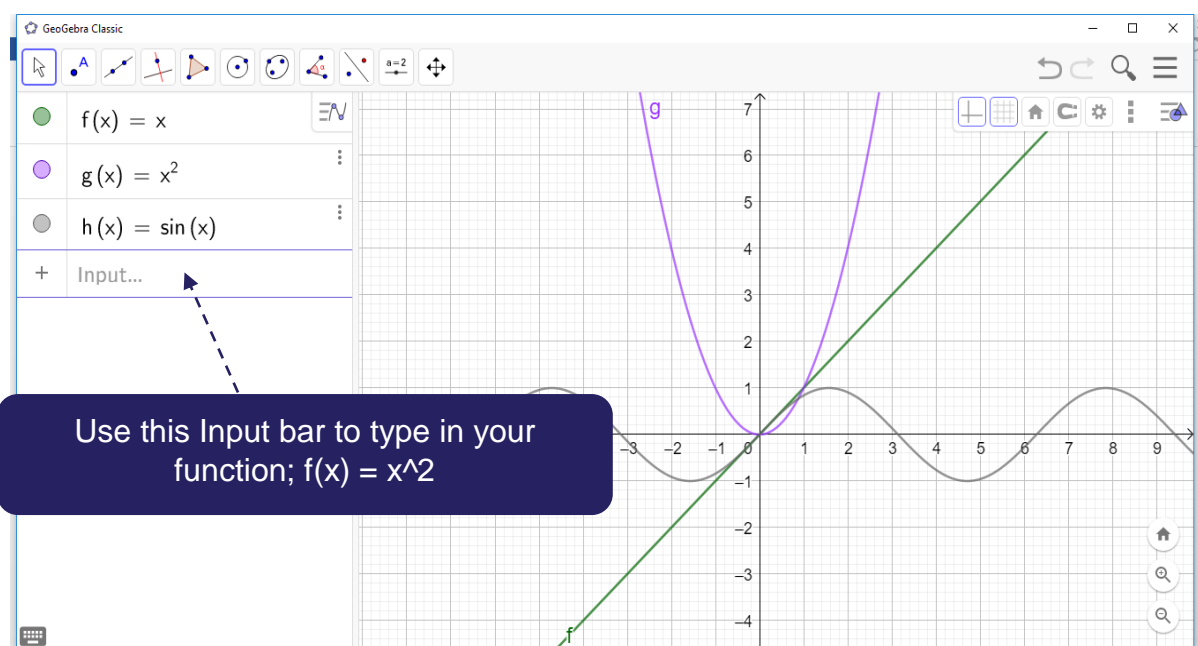 GeoGebra Classic
A
α
a=2
f(x) = x
g(x) = x²
h(x) = sin(x)
+ Input...
Use this Input bar to type in your
function; f(x) = x^2
g
7
6
5
4
3
2
1
–3 –2 –1 0 1 2 3 4 5 6 7 8 9
–1
–2
–3
–4
f